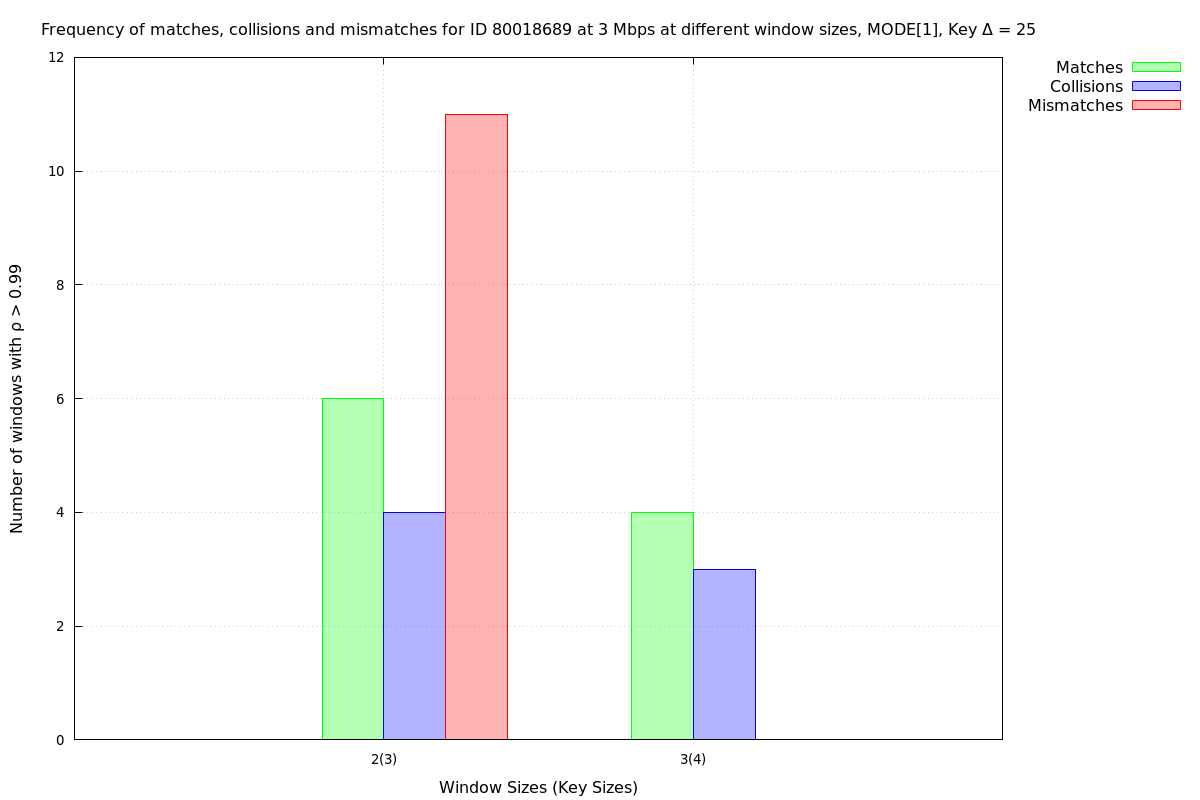 Frequency of matches, collisions and mismatches for ID 80018689 at 3 Mbps at different window sizes, MODE[1], Key Δ = 25
Matches
Collisions
Mismatches
Number of windows with ρ > 0.99
12
10
8
6
4
2
0
2(3)
3(4)
Window Sizes (Key Sizes)